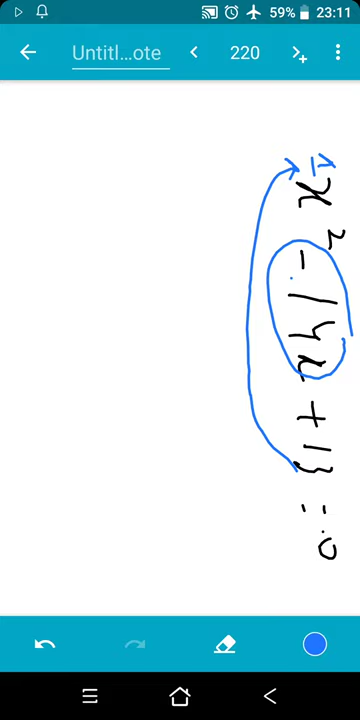 59% 23:11
Untitl...ote 220
x² - 14x + 13 = 0